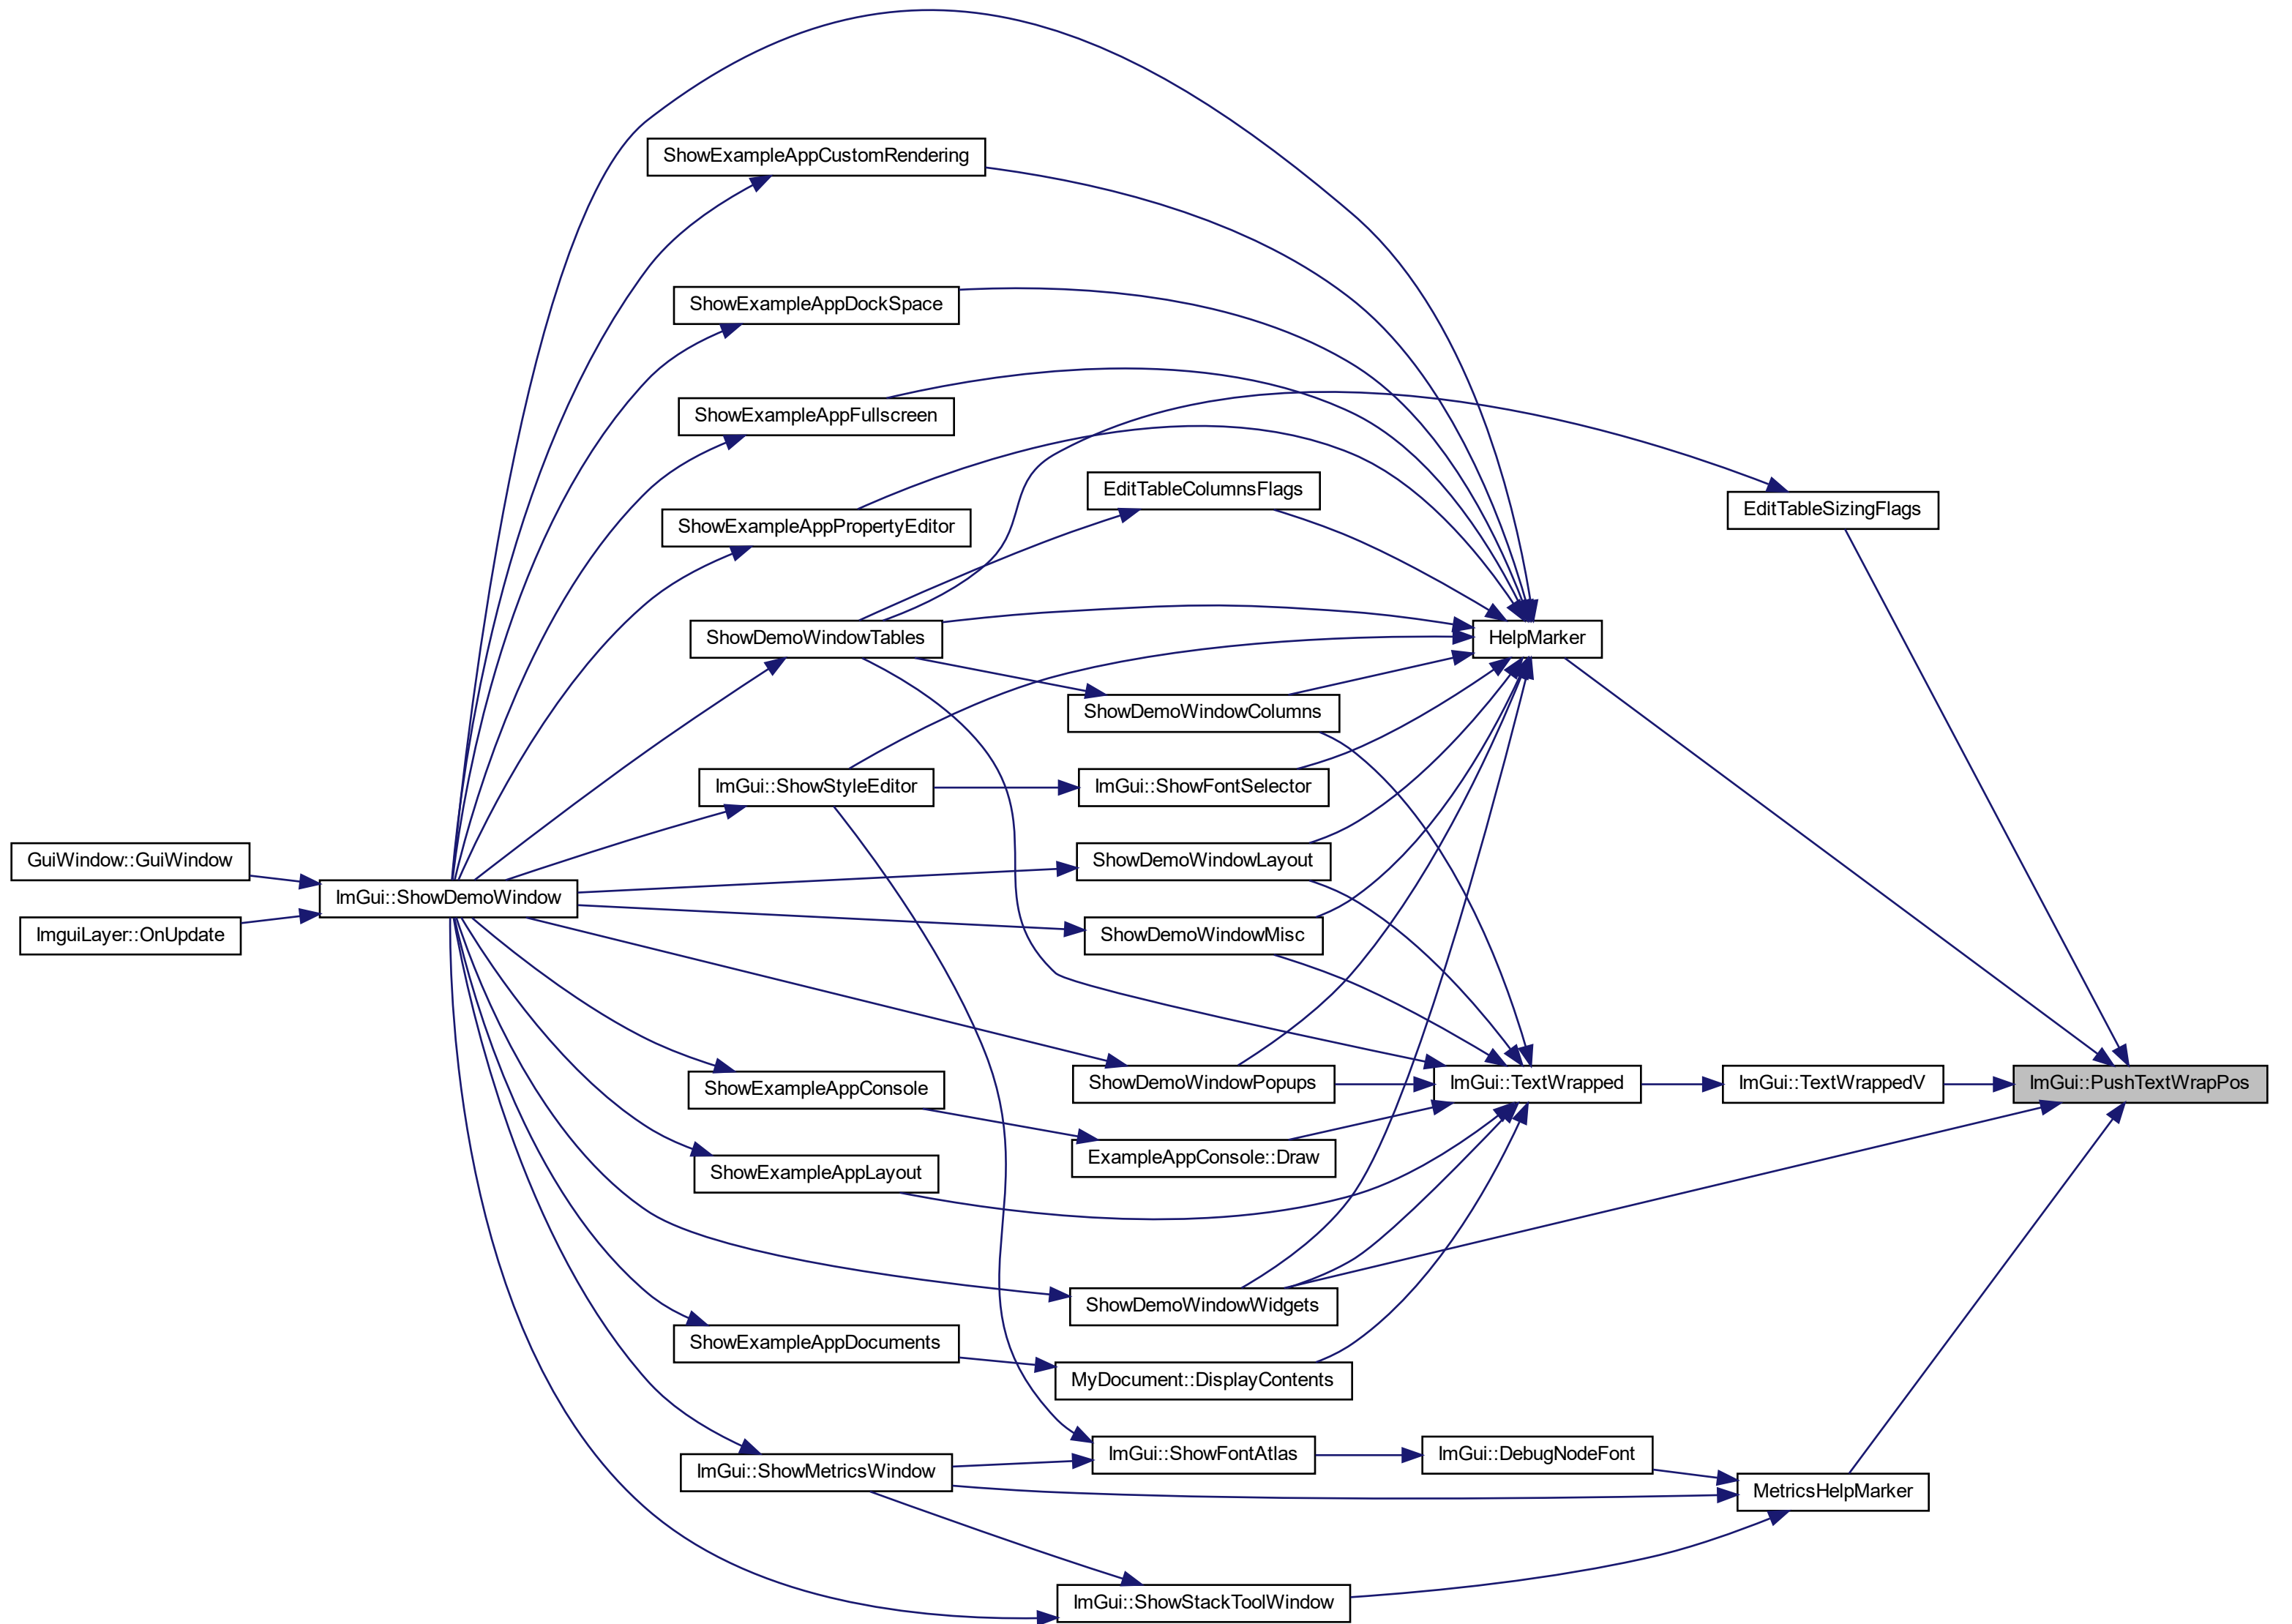 ShowExampleAppCustomRendering
ShowExampleAppDockSpace
ShowExampleAppFullscreen
EditTableColumnsFlags
EditTableSizingFlags
ShowExampleAppPropertyEditor
ShowDemoWindowTables
HelpMarker
ShowDemoWindowColumns
ImGui::ShowStyleEditor
ImGui::ShowFontSelector
GuiWindow::GuiWindow
ShowDemoWindowLayout
ImGui::ShowDemoWindow
ImguiLayer::OnUpdate
ShowDemoWindowMisc
ShowExampleAppConsole
ShowDemoWindowPopups
ImGui::TextWrapped
ImGui::TextWrappedV
ImGui::PushTextWrapPos
ExampleAppConsole::Draw
ShowExampleAppLayout
ShowDemoWindowWidgets
ShowExampleAppDocuments
MyDocument::DisplayContents
ImGui::ShowMetricsWindow
ImGui::ShowFontAtlas
ImGui::DebugNodeFont
MetricsHelpMarker
ImGui::ShowStackToolWindow